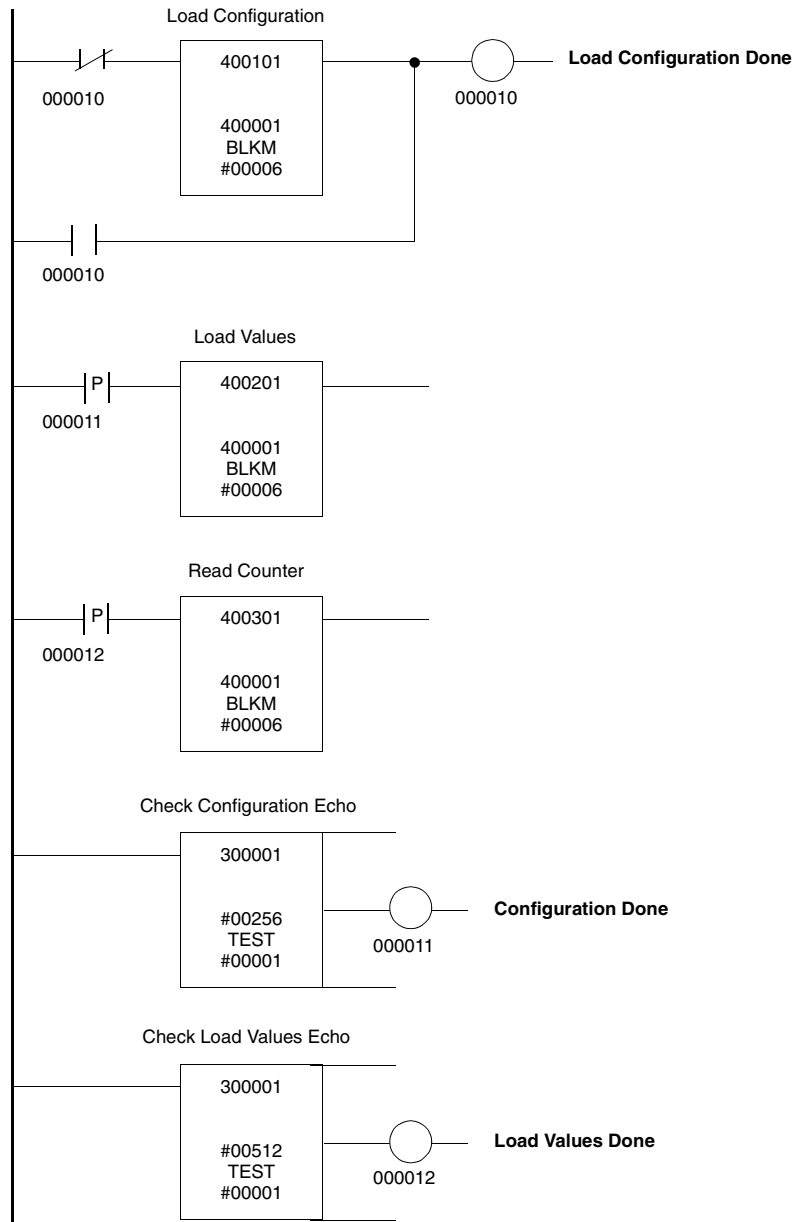 Load Configuration
400101
Load Configuration Done
000010
000010
400001
BLKM
#00006
000010
Load Values
P
400201
000011
400001
BLKM
#00006
Read Counter
P
400301
000012
400001
BLKM
#00006
Check Configuration Echo
300001
#00256
TEST
#00001
Configuration Done
000011
Check Load Values Echo
300001
#00512
TEST
#00001
Load Values Done
000012